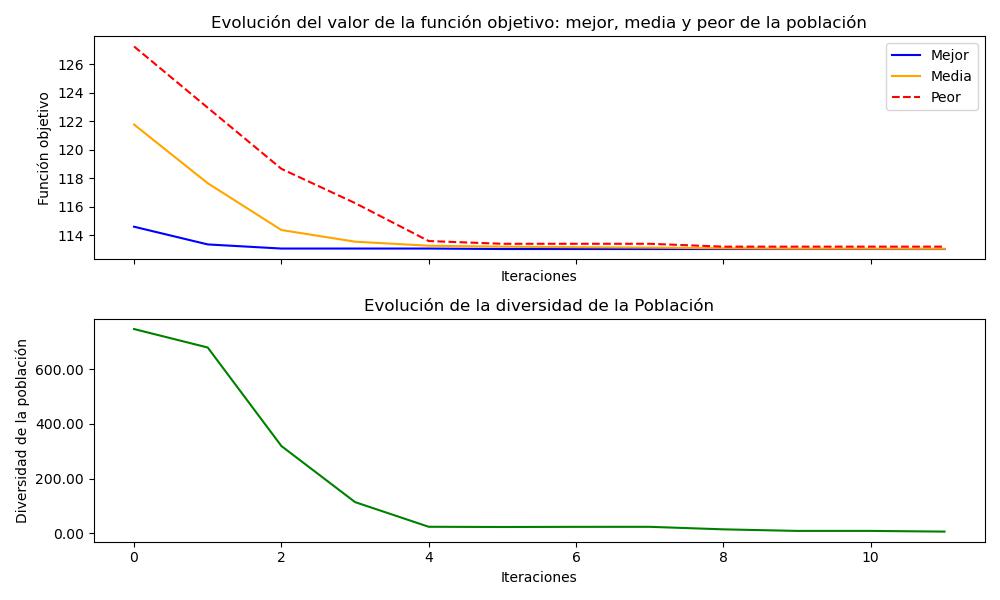 Evolución del valor de la función objetivo: mejor, media y peor de la población
Función objetivo
126
124
122
120
118
116
114
Mejor
Media
Peor
Iteraciones
Evolución de la diversidad de la Población
Diversidad de la población
600.00
400.00
200.00
0.00
0 2 4 6 8 10
Iteraciones